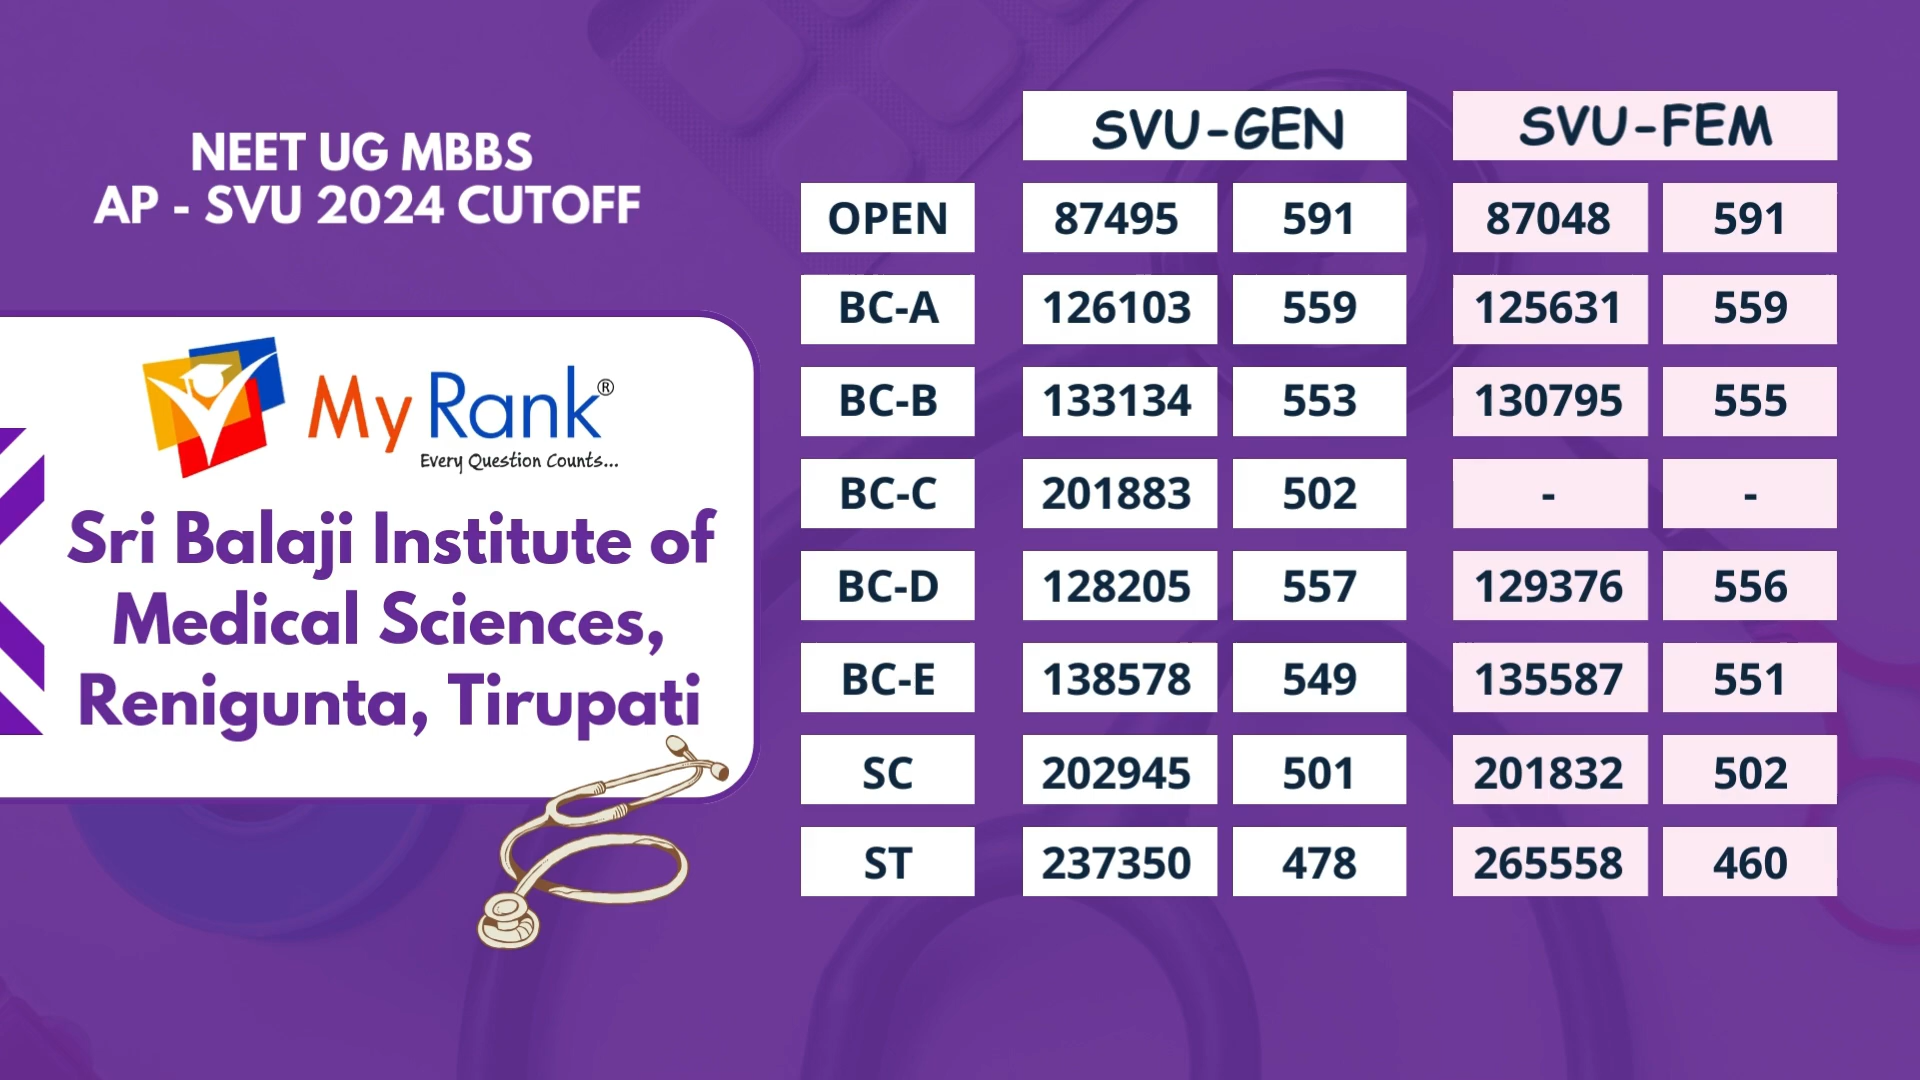 NEET UG MBBS
AP - SVU 2024 CUTOFF
My Rank®
Every Question Counts...
Sri Balaji Institute of
Medical Sciences,
Renigunta, Tirupati
SVU-GEN SVU-FEM
OPEN 87495 591 87048 591
BC-A 126103 559 125631 559
BC-B 133134 553 130795 555
BC-C 201883 502 - -
BC-D 128205 557 129376 556
BC-E 138578 549 135587 551
SC 202945 501 201832 502
ST 237350 478 265558 460